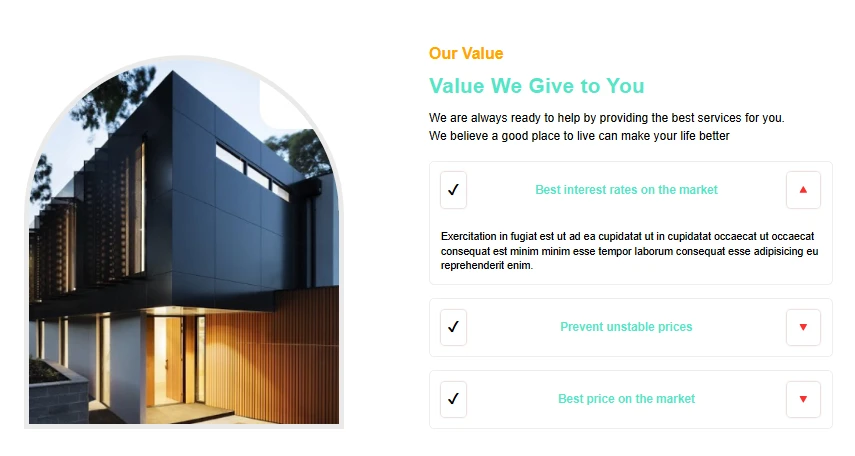 Our Value
Value We Give to You
We are always ready to help by providing the best services for you.
We believe a good place to live can make your life better
Best interest rates on the market
Exercitation in fugiat est ut ad ea cupidatat ut in cupidatat occaecat ut occaecat
consequat est minim minim esse tempor laborum consequat esse adipisicing eu
reprehenderit enim.
Prevent unstable prices
Best price on the market